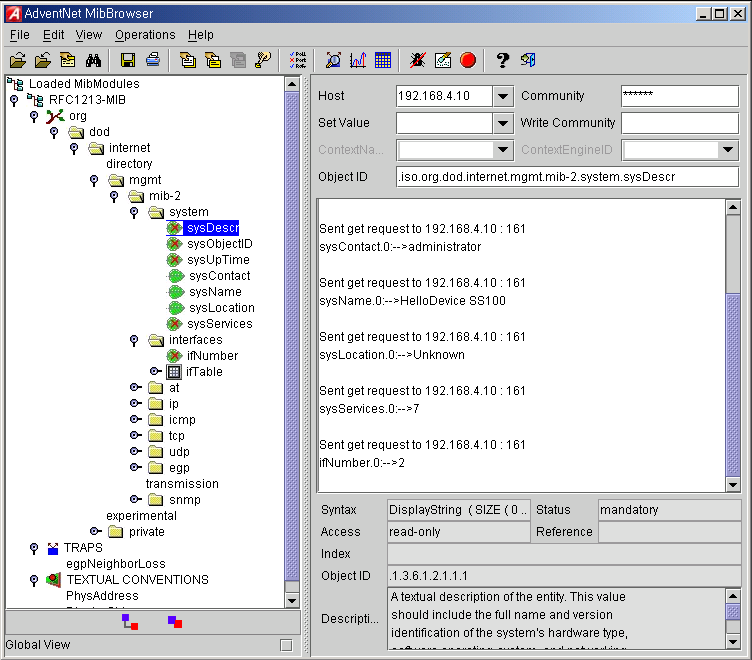 AdventNet MibBrowser
File Edit View Operations Help
Loaded MibModules
RFC1213-MIB
org
dod
internet
directory
mgmt
mib-2
system
sysDescr
sysObjectID
sysUpTime
sysContact
sysName
sysLocation
sysServices
interfaces
ifNumber
ifTable
at
ip
icmp
tcp
udp
egp
transmission
snmp
experimental
private
TRAPS
egpNeighborLoss
TEXTUAL CONVENTIONS
PhysAddress
Global View
Host 192.168.4.10 Community ******
Set Value Write Community
ContextNa... ContextEngineID
Object ID .iso.org.dod.internet.mgmt.mib-2.system.sysDescr
Sent get request to 192.168.4.10 : 161
sysContact.0:-->administrator
Sent get request to 192.168.4.10 : 161
sysName.0:-->HelloDevice SS100
Sent get request to 192.168.4.10 : 161
sysLocation.0:-->Unknown
Sent get request to 192.168.4.10 : 161
sysServices.0:-->7
Sent get request to 192.168.4.10 : 161
ifNumber.0:-->2
Syntax DisplayString ( SIZE ( 0 .. Status mandatory
Access read-only Reference
Index
Object ID .1.3.6.1.2.1.1.1
Descripti... A textual description of the entity. This value
should include the full name and version
identification of the system's hardware type,